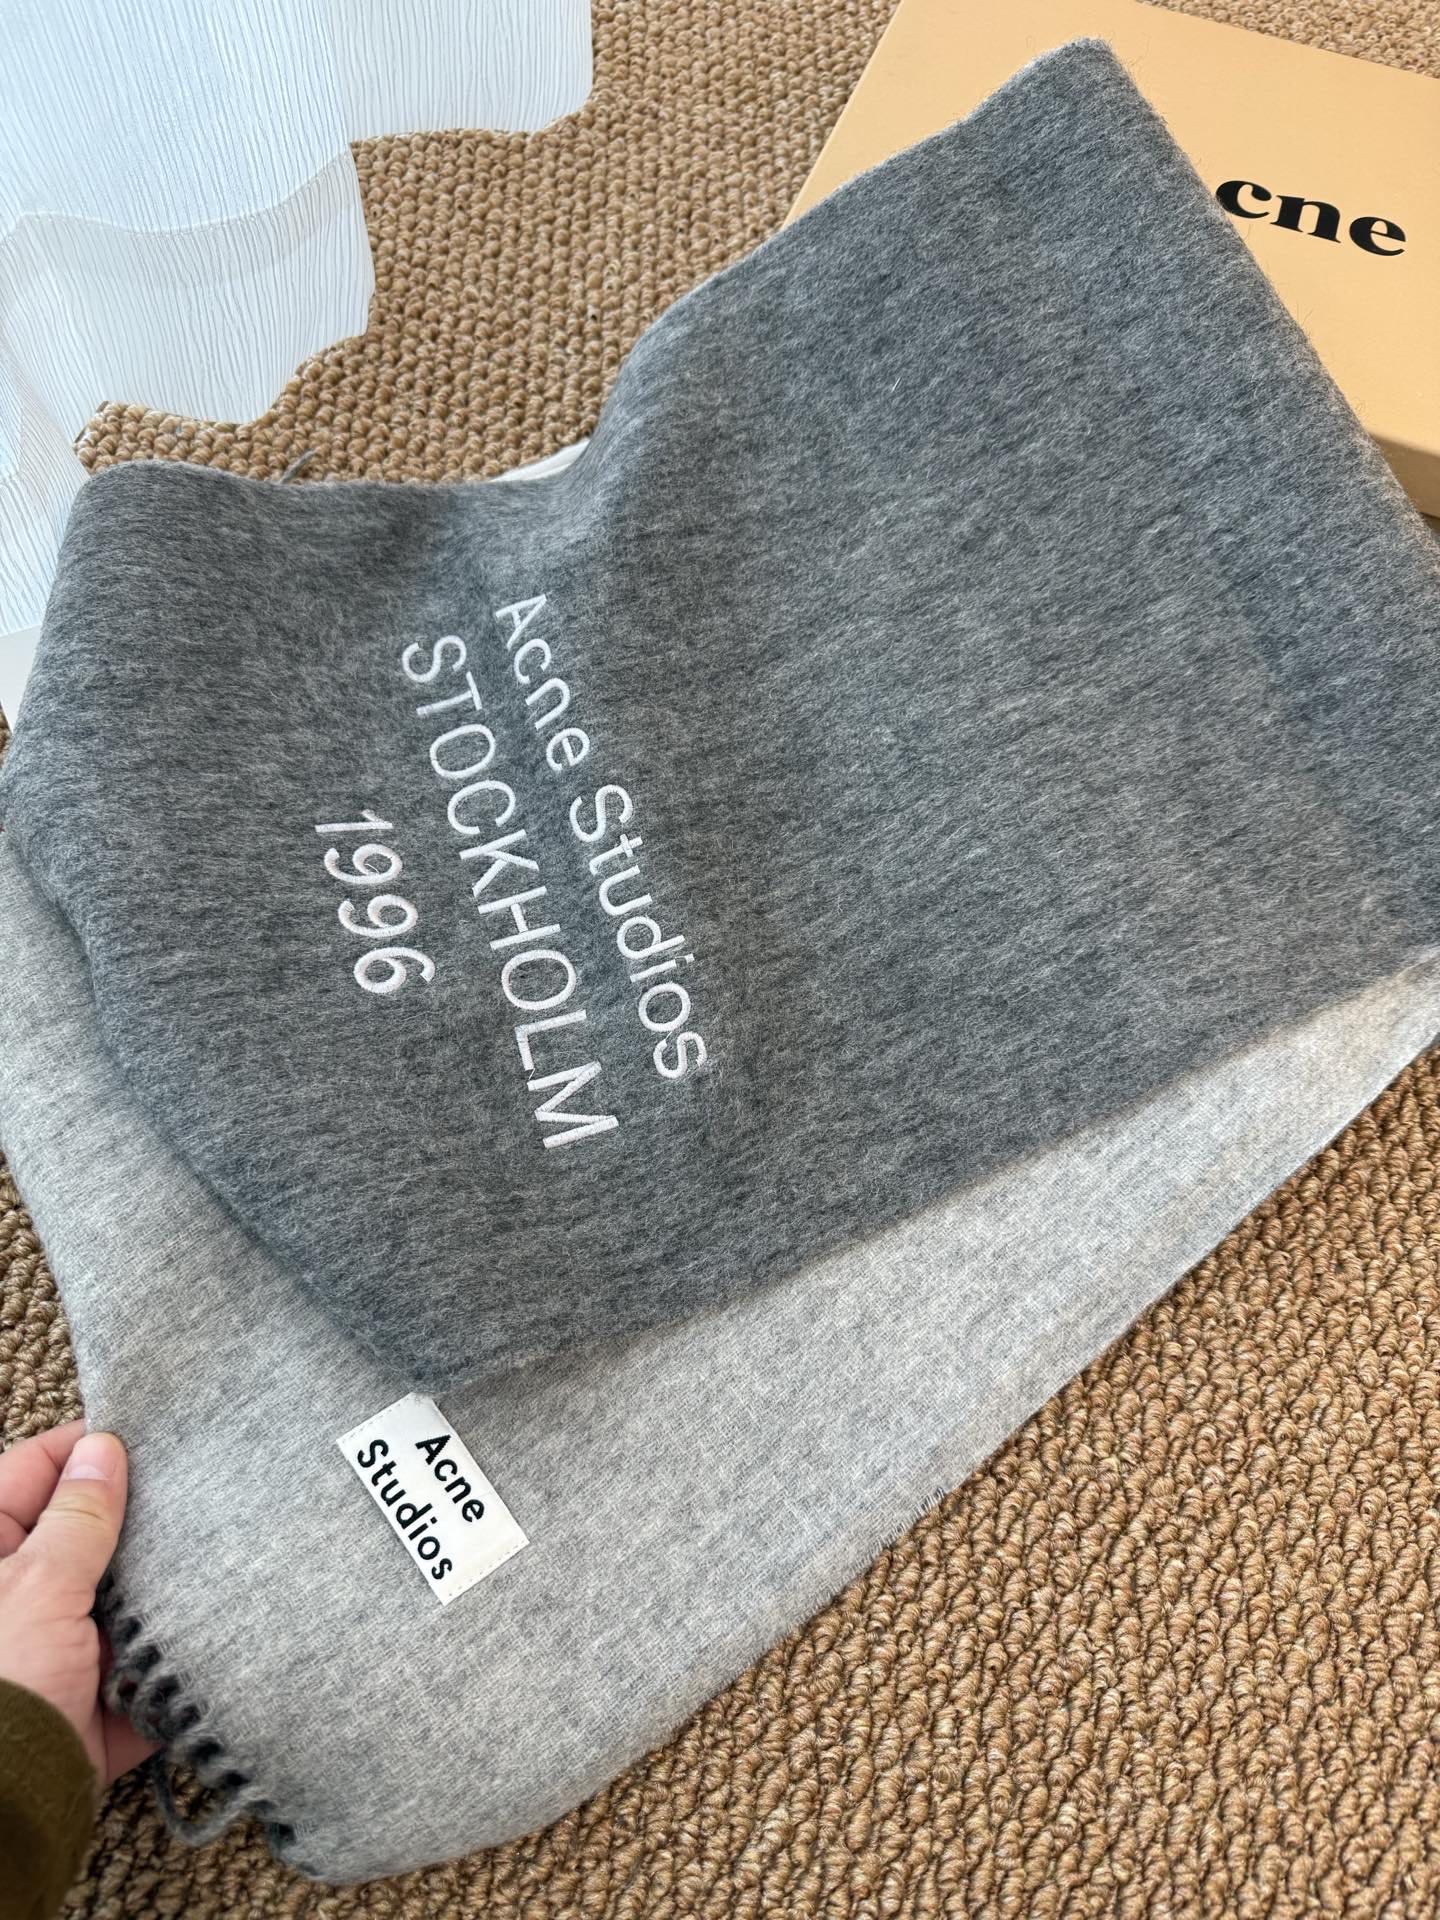 cne
Acne Studios
STOCKHOLM
1996
Acne
Studios